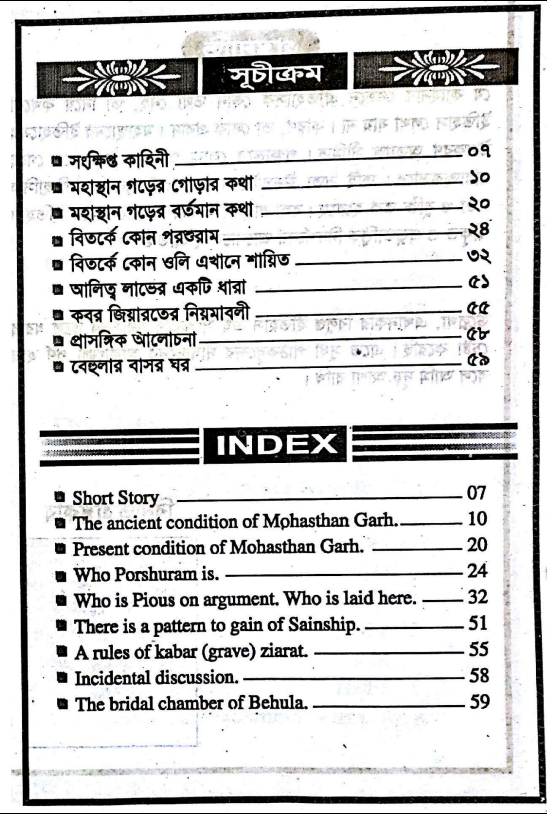 সূচীক্রম
সংক্ষিপ্ত কাহিনী ০৭
মহাস্থান গড়ের গোড়ার কথা ১০
মহাস্থান গড়ের বর্তমান কথা ২০
বিতর্কে কোন পরশুরাম ২৪
বিতর্কে কোন ওলি এখানে শায়িত ৩২
আলিত্ব লাভের একটি ধারা ৫১
কবর জিয়ারতের নিয়মাবলী ৫৫
প্রাসঙ্গিক আলোচনা ৫৮
বেহুলার বাসর ঘর ৫৯
INDEX
Short Story 07
The ancient condition of Mohasthan Garh. 10
Present condition of Mohasthan Garh. 20
Who Porshuram is. 24
Who is Pious on argument. Who is laid here. 32
There is a pattern to gain of Sainship. 51
A rules of kabar (grave) ziarat. 55
Incidental discussion. 58
The bridal chamber of Behula. 59